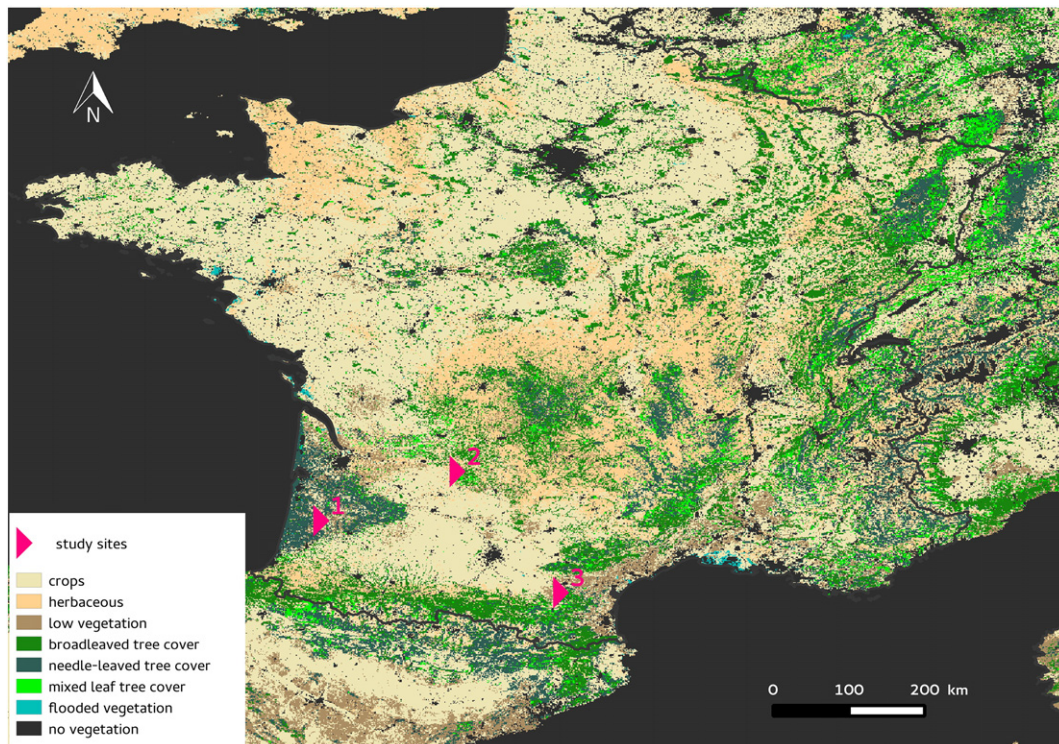 N
2
1
3
study sites
crops
herbaceous
low vegetation
broadleaved tree cover
needle-leaved tree cover
mixed leaf tree cover
flooded vegetation
no vegetation
0 100 200 km